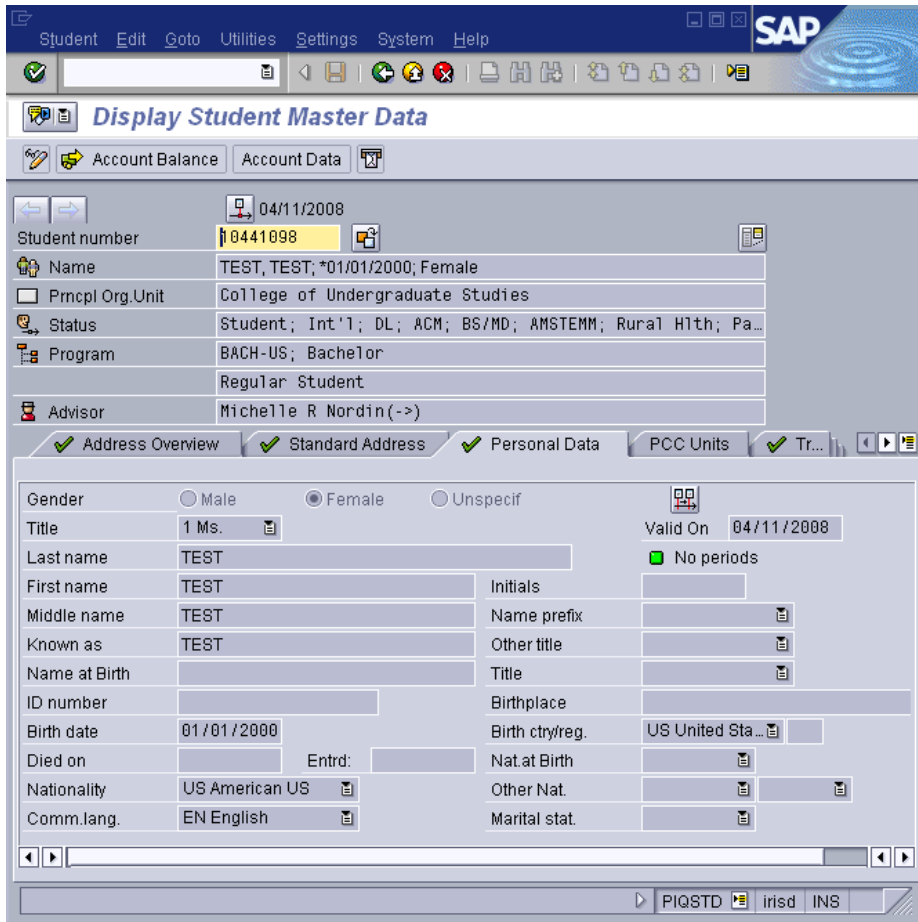 Student Edit Goto Utilities Settings System Help
SAP
Display Student Master Data
Account Balance Account Data
04/11/2008
Student number 10441098
Name TEST, TEST; *01/01/2000; Female
Prncpl Org.Unit College of Undergraduate Studies
Status Student; Int'l; DL; ACM; BS/MD; AMSTEMM; Rural Hlth; Pa…
Program BACH-US; Bachelor
Regular Student
Advisor Michelle R Nordin(->)
Address Overview Standard Address Personal Data PCC Units Tr...
Gender Male Female Unspecif
Title 1 Ms. Valid On 04/11/2008
Last name TEST No periods
First name TEST Initials
Middle name TEST Name prefix
Known as TEST Other title
Name at Birth Title
ID number Birthplace
Birth date 01/01/2000 Birth ctry/reg. US United Sta…
Died on Entrd: Nat.at Birth
Nationality US American US Other Nat.
Comm.lang. EN English Marital stat.
PIQSTD irisd INS